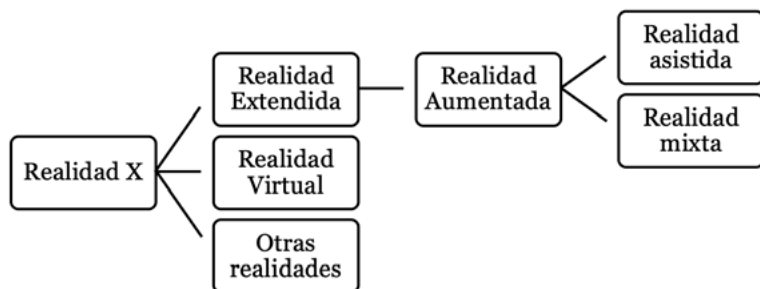 Realidad X
Realidad
Extendida
Realidad
Virtual
Otras
realidades
Realidad
Aumentada
Realidad
asistida
Realidad
mixta